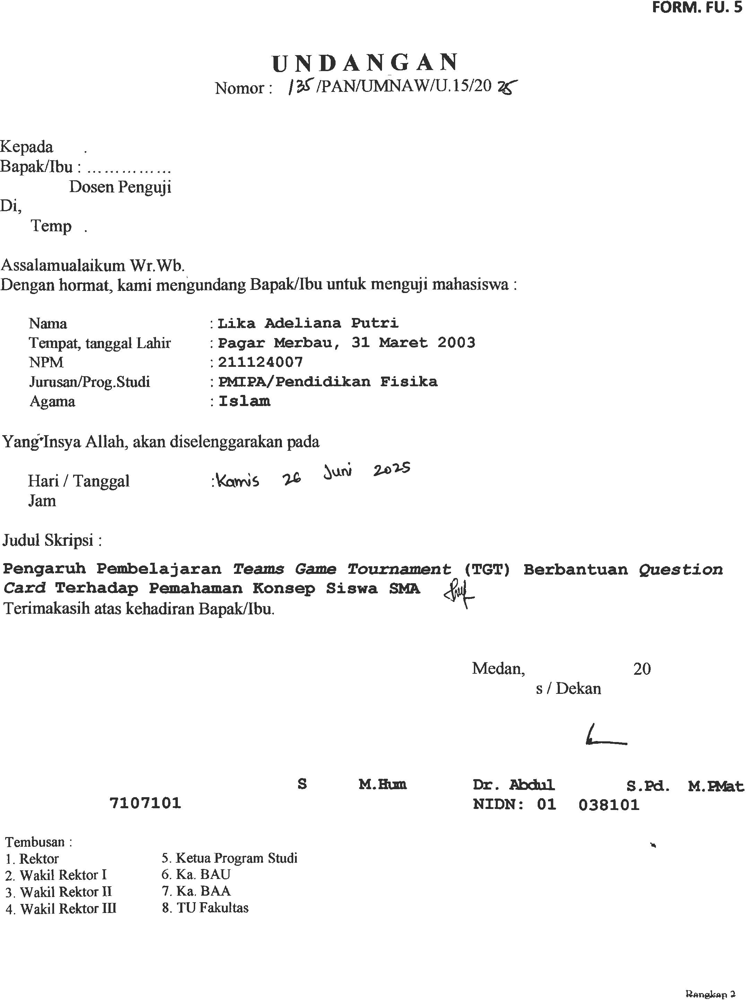 FORM. FU. 5
UNDANGAN
Nomor : 135/PAN/UMNAW/U.15/2025
Kepada
Bapak/Ibu : ...............
Dosen Penguji
Di,
Temp .
Assalamualaikum Wr.Wb.
Dengan hormat, kami mengundang Bapak/Ibu untuk menguji mahasiswa :
Nama : Lika Adeliana Putri
Tempat, tanggal Lahir : Pagar Merbau, 31 Maret 2003
NPM : 211124007
Jurusan/Prog.Studi : PMIPA/Pendidikan Fisika
Agama : Islam
Yang Insya Allah, akan diselenggarakan pada
Hari / Tanggal : Kamis 26 Juni 2025
Jam
Judul Skripsi :
Pengaruh Pembelajaran Teams Game Tournament (TGT) Berbantuan Question
Card Terhadap Pemahaman Konsep Siswa SMA
Terimakasih atas kehadiran Bapak/Ibu.
Medan, 20
s / Dekan
S M.Hum Dr. Abdul S.Pd. M.PMat
7107101 NIDN: 01 038101
Tembusan :
1. Rektor 5. Ketua Program Studi
2. Wakil Rektor I 6. Ka. BAU
3. Wakil Rektor II 7. Ka. BAA
4. Wakil Rektor III 8. TU Fakultas
Rangkap 2